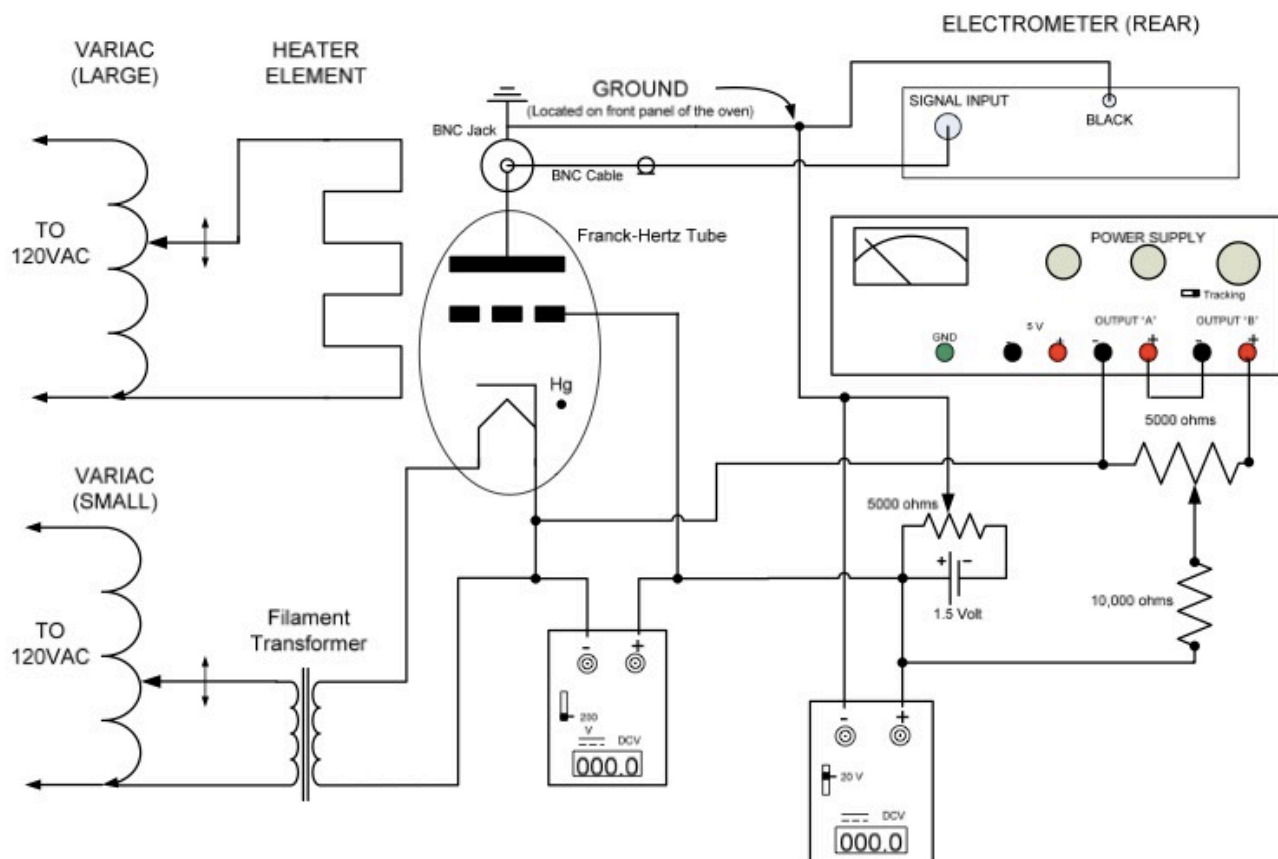 ELECTROMETER (REAR)
VARIAC
(LARGE)
HEATER
ELEMENT
GROUND
(Located on front panel of the oven)
SIGNAL INPUT
BLACK
BNC Jack
BNC Cable
TO
120VAC
Franck-Hertz Tube
POWER SUPPLY
Tracking
GND
5 V
OUTPUT "A"
OUTPUT "B"
- + - + - +
Hg
5000 ohms
VARIAC
(SMALL)
5000 ohms
+ -
1.5 Volt
10,000 ohms
TO
120VAC
Filament
Transformer
- +
200
V
DCV
000.0
- +
20 V
DCV
000.0